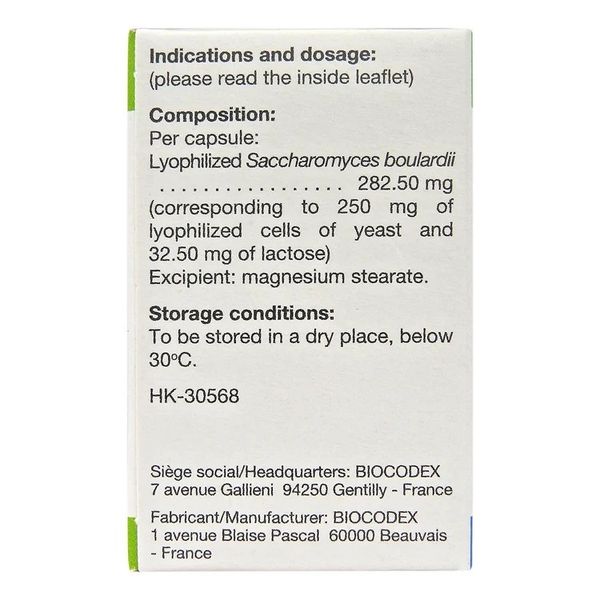 Indications and dosage:
(please read the inside leaflet)
Composition:
Per capsule:
Lyophilized Saccharomyces boulardii
. . . . . . . . . . . . . . . . . 282.50 mg
(corresponding to 250 mg of
lyophilized cells of yeast and
32.50 mg of lactose)
Excipient: magnesium stearate.
Storage conditions:
To be stored in a dry place, below
30ºC.
HK-30568
Siège social/Headquarters: BIOCODEX
7 avenue Gallieni 94250 Gentilly - France
Fabricant/Manufacturer: BIOCODEX
1 avenue Blaise Pascal 60000 Beauvais
- France